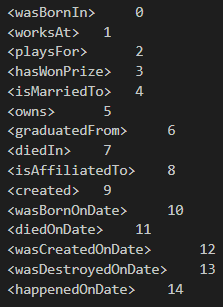 <wasBornIn>	0
<worksAt>	1
<playsFor>	2
<hasWonPrize>	3
<isMarriedTo>	4
<owns>	5
<graduatedFrom>	6
<diedIn>	7
<isAffiliatedTo>	8
<created>	9
<wasBornOnDate>	10
<diedOnDate>	11
<wasCreatedOnDate>	12
<wasDestroyedOnDate>	13
<happenedOnDate>	14